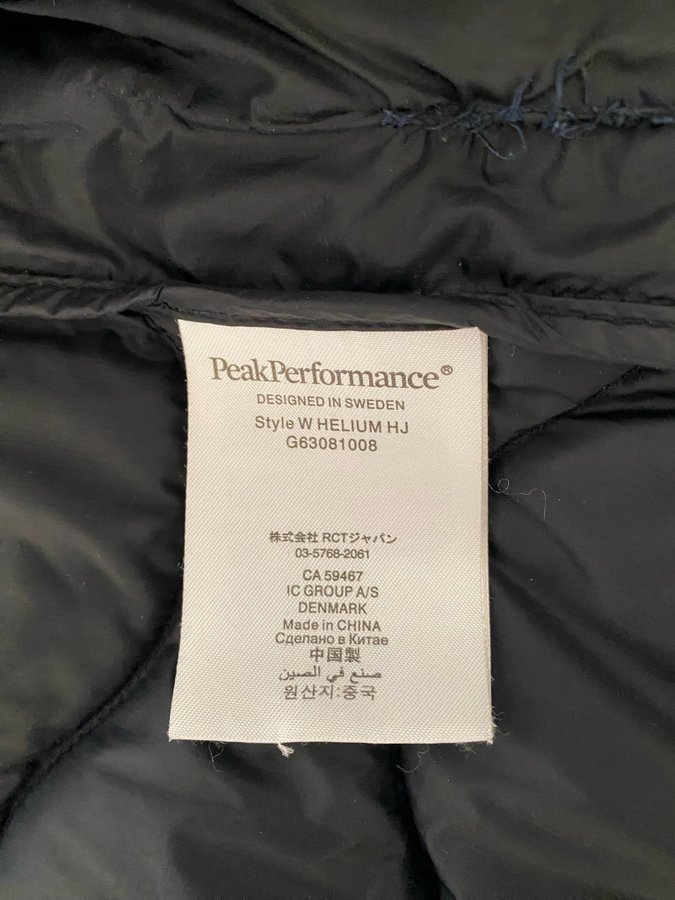 PeakPerformance®
DESIGNED IN SWEDEN
Style W HELIUM HJ
G63081008
株式会社 RCTジャパン
03-5768-2061
CA 59467
IC GROUP A/S
DENMARK
Made in CHINA
Сделано в Китае
中国製
صنع في الصين
원산지:중국